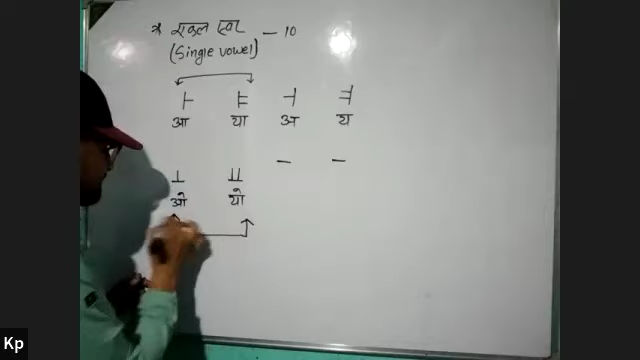 * एकल स्वर – 10
(Single vowel)
ㅏ ㅑ ㅓ ㅕ
आ या अ य
ㅗ ㅛ – –
ओ यो
Kp